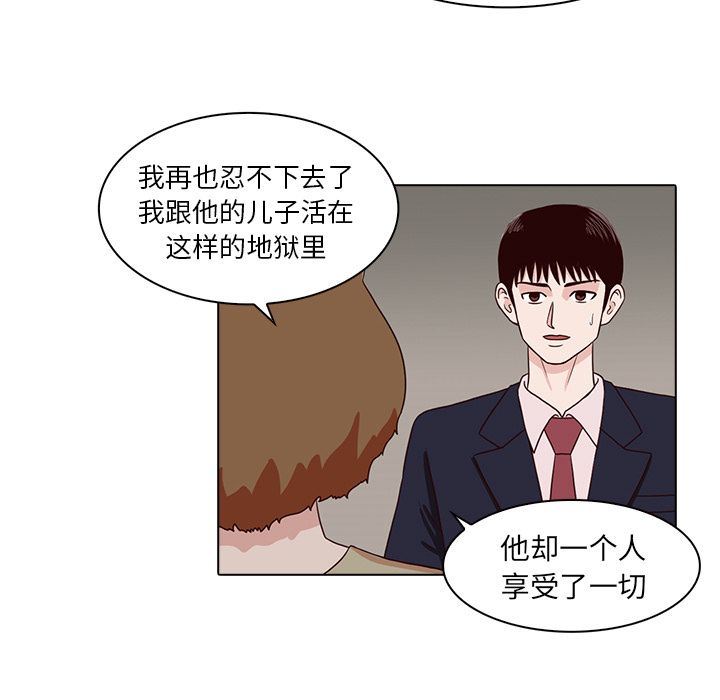 我再也忍不下去了
我跟他的儿子活在
这样的地狱里
他却一个人
享受了一切